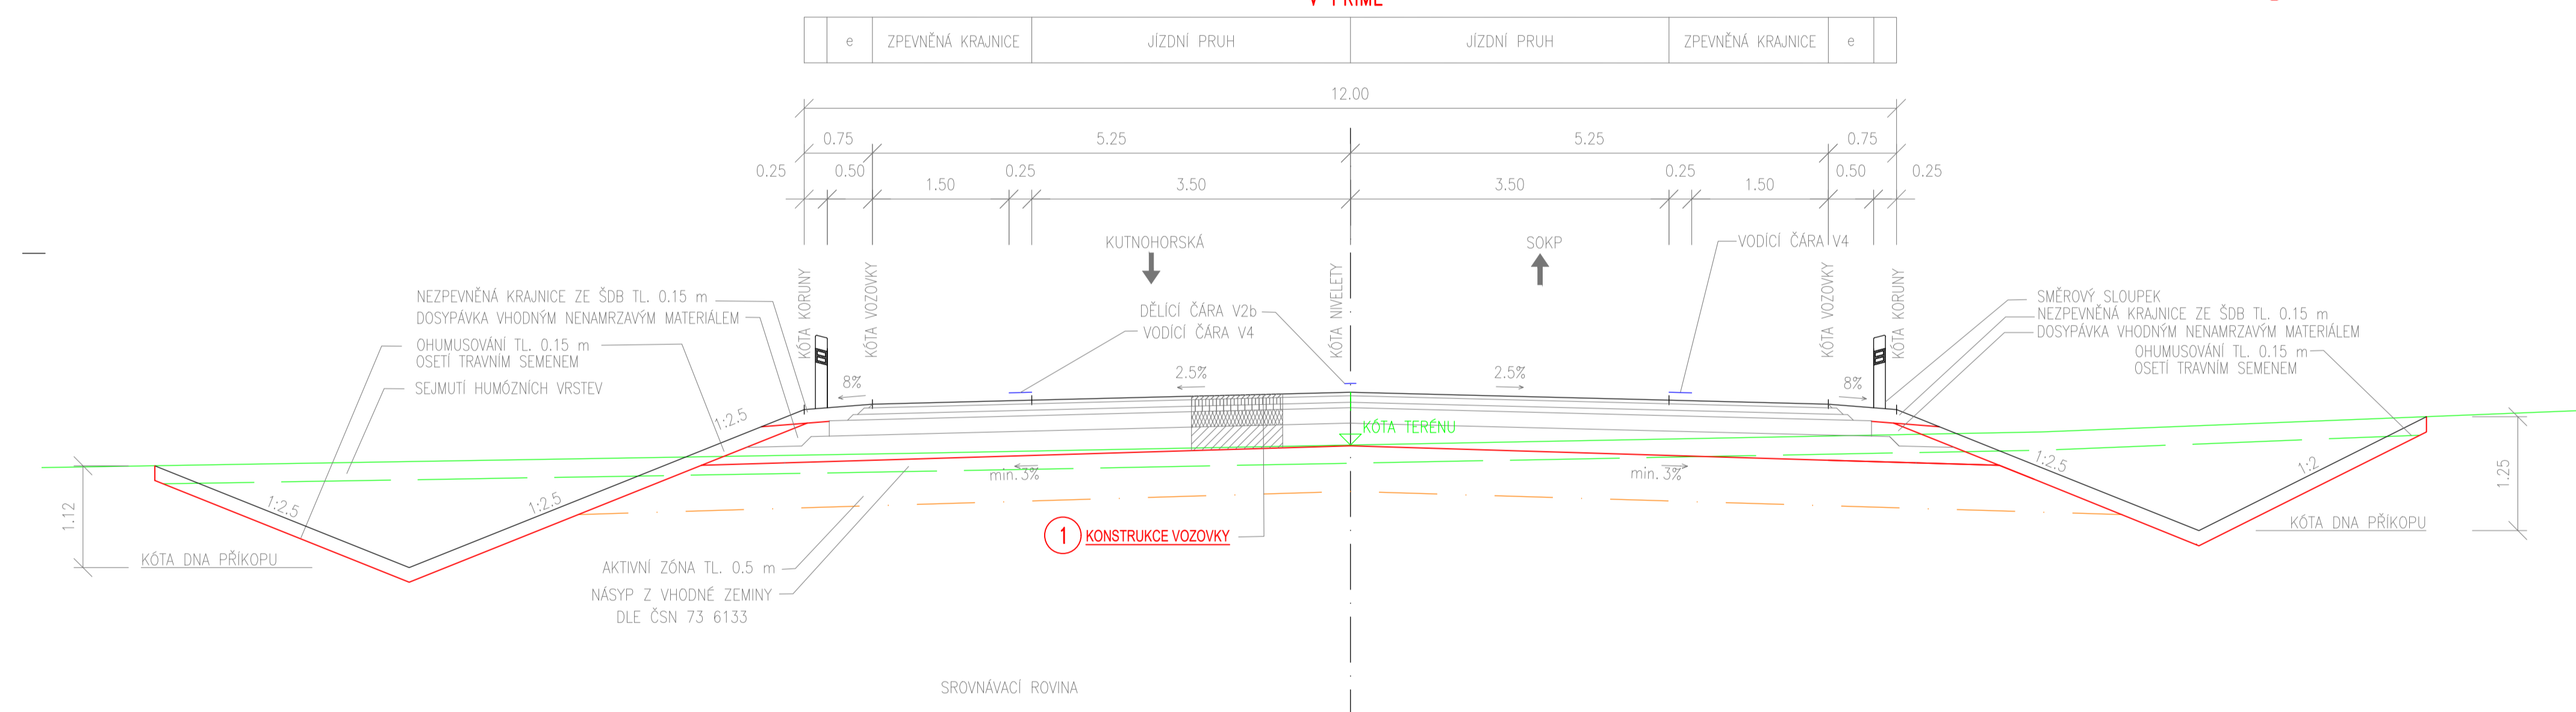 V PŘÍMÉ
e ZPEVNĚNÁ KRAJNICE JÍZDNÍ PRUH JÍZDNÍ PRUH ZPEVNĚNÁ KRAJNICE e
12.00
0.75 5.25 5.25 0.75
0.25 0.50 1.50 0.25 3.50 3.50 0.25 1.50 0.50 0.25
KUTNOHORSKÁ
SOKP
VODÍCÍ ČÁRA V4
KÓTA KORUNY
KÓTA VOZOVKY
KÓTA NIVELETY
KÓTA VOZOVKY
KÓTA KORUNY
NEZPEVNĚNÁ KRAJNICE ZE ŠDB TL. 0.15 m
DOSYPÁVKA VHODNÝM NENAMRZAVÝM MATERIÁLEM
OHUMUSOVÁNÍ TL. 0.15 m
OSETÍ TRAVNÍM SEMENEM
SEJMUTÍ HUMÓZNÍCH VRSTEV
DĚLÍCÍ ČÁRA V2b
VODÍCÍ ČÁRA V4
SMĚROVÝ SLOUPEK
NEZPEVNĚNÁ KRAJNICE ZE ŠDB TL. 0.15 m
DOSYPÁVKA VHODNÝM NENAMRZAVÝM MATERIÁLEM
OHUMUSOVÁNÍ TL. 0.15 m
OSETÍ TRAVNÍM SEMENEM
8% 2.5% 2.5% 8%
1:2.5
KÓTA TERÉNU
min. 3% min. 3%
1:2.5 1:2.5
1:2.5 1:2
1.12
1.25
KÓTA DNA PŘÍKOPU
KÓTA DNA PŘÍKOPU
1 KONSTRUKCE VOZOVKY
AKTIVNÍ ZÓNA TL. 0.5 m
NÁSYP Z VHODNÉ ZEMINY
DLE ČSN 73 6133
SROVNÁVACÍ ROVINA